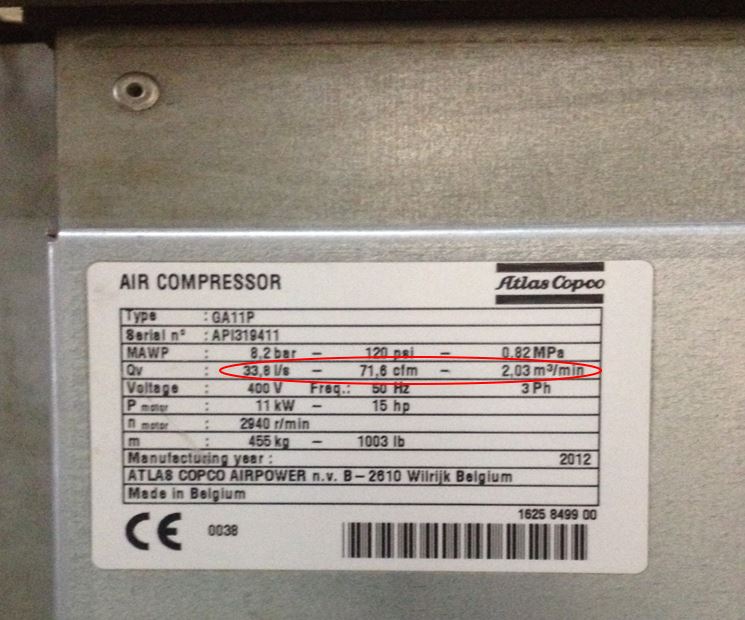 AIR COMPRESSOR
Atlas Copco
Type : GA11P
Serial n° : API319411
MAWP : 8,2 bar – 120 psi – 0.82 MPa
Qv : 33,8 l/s – 71,6 cfm – 2,03 m³/min
Voltage : 400 V Freq.: 50 Hz 3 Ph
P motor : 11 kW – 15 hp
n motor : 2940 r/min
m : 455 kg – 1003 lb
Manufacturing year : 2012
ATLAS COPCO AIRPOWER n.v. B–2610 Wilrijk Belgium
Made in Belgium
1625 8499 00
CE 0038